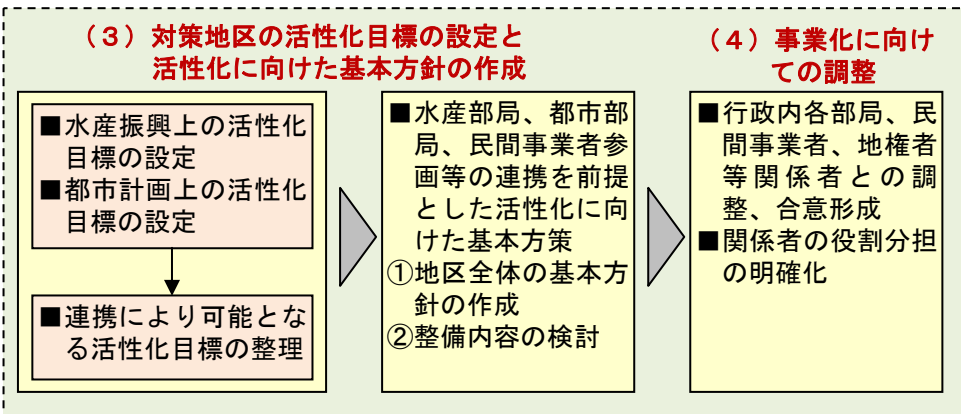 （３）対策地区の活性化目標の設定と
活性化に向けた基本方針の作成
■水産振興上の活性化
目標の設定
■都市計画上の活性化
目標の設定
■連携により可能とな
る活性化目標の整理
■水産部局、都市部
局、民間事業者参
画等の連携を前提
とした活性化に向
けた基本方策
①地区全体の基本方
針の作成
②整備内容の検討
（４）事業化に向け
ての調整
■行政内各部局、民
間事業者、地権者
等関係者との調
整、合意形成
■関係者の役割分担
の明確化